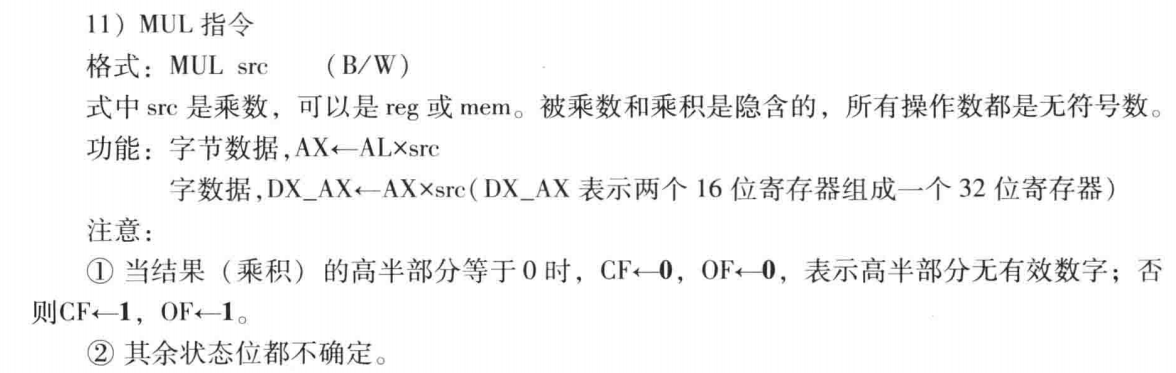 11) MUL 指令
格式：MUL src (B/W)
式中 src 是乘数，可以是 reg 或 mem。被乘数和乘积是隐含的，所有操作数都是无符号数。
功能：字节数据,AX←AL×src
字数据,DX_AX←AX×src(DX_AX 表示两个 16 位寄存器组成一个 32 位寄存器)
注意：
① 当结果（乘积）的高半部分等于 0 时，CF←0，OF←0，表示高半部分无有效数字；否
则CF←1，OF←1。
② 其余状态位都不确定。